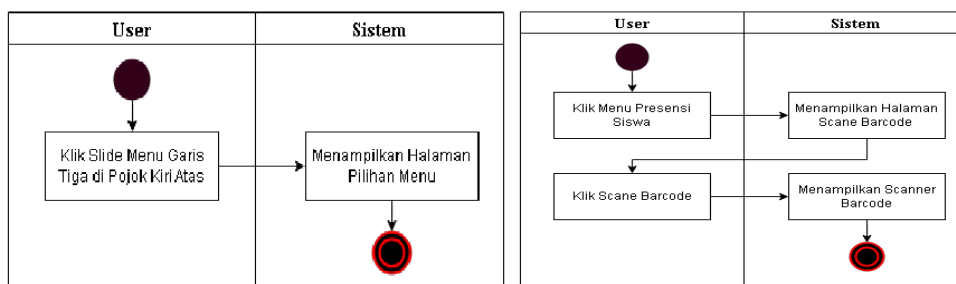 User
Sistem
Klik Slide Menu Garis
Tiga di Pojok Kiri Atas
Menampilkan Halaman
Pilihan Menu
User
Sistem
Klik Menu Presensi
Siswa
Menampilkan Halaman
Scane Barcode
Klik Scane Barcode
Menampilkan Scanner
Barcode